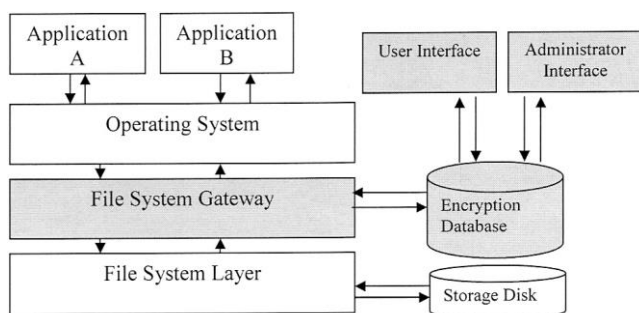 Application
A
Application
B
User Interface
Administrator
Interface
Operating System
File System Gateway
Encryption
Database
File System Layer
Storage Disk